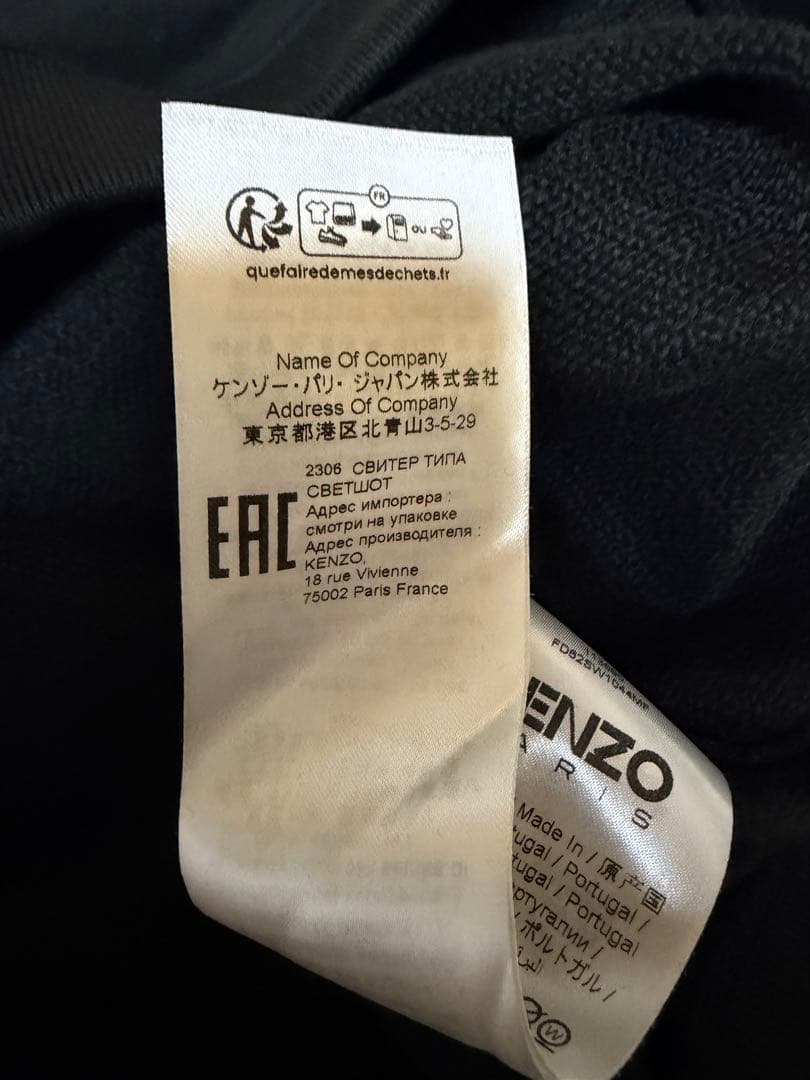 FR
OU
quefairedemesdechets.fr
Name Of Company
ケンゾー・パリ・ジャパン株式会社
Address Of Company
東京都港区北青山3-5-29
2306 СВИТЕР ТИПА
СВЕТШОТ
Адрес импортера :
смотри на упаковке
Адрес производителя :
KENZO,
18 rue Vivienne
75002 Paris France
EAC
ENZO
ARIS
Made In / 原产国
tugal / Portugal /
tugal / Portugal
ртугалии /
/ ポルトガル /
W